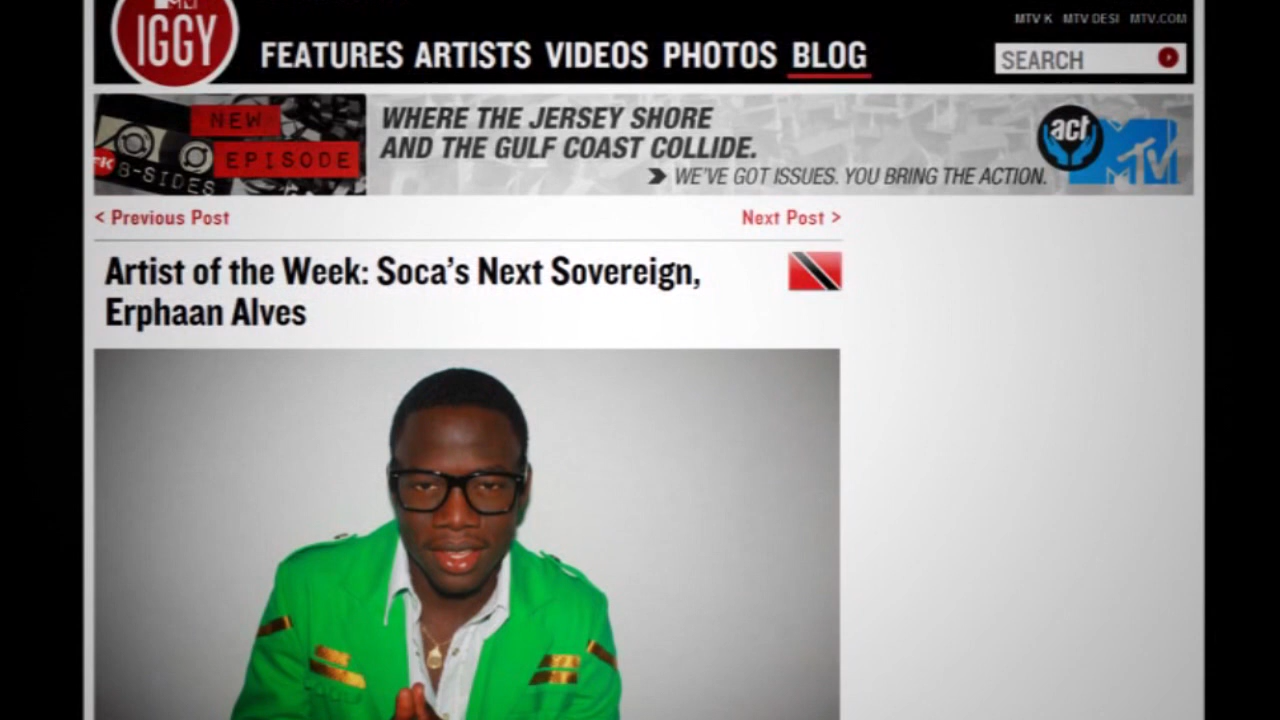 MTV
IGGY
FEATURES ARTISTS VIDEOS PHOTOS BLOG
MTV K MTV DESI MTV.COM
SEARCH
NEW
EPISODE
B-SIDES
WHERE THE JERSEY SHORE
AND THE GULF COAST COLLIDE.
WE'VE GOT ISSUES. YOU BRING THE ACTION.
act
MTV
< Previous Post
Next Post >
Artist of the Week: Soca's Next Sovereign,
Erphaan Alves